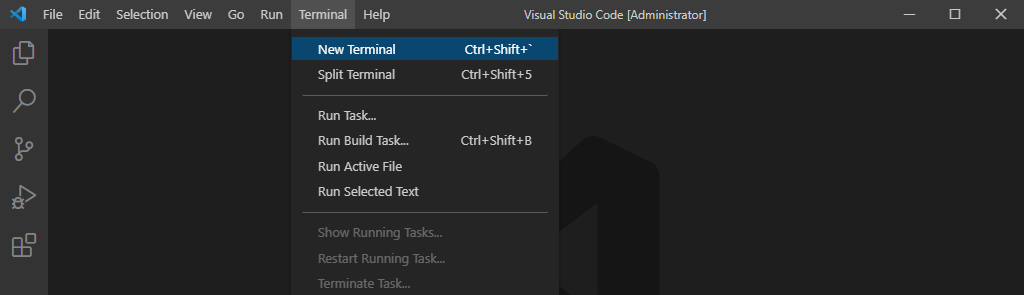 File Edit Selection View Go Run Terminal Help Visual Studio Code [Administrator]
New Terminal Ctrl+Shift+`
Split Terminal Ctrl+Shift+5
Run Task...
Run Build Task... Ctrl+Shift+B
Run Active File
Run Selected Text
Show Running Tasks...
Restart Running Task...
Terminate Task...